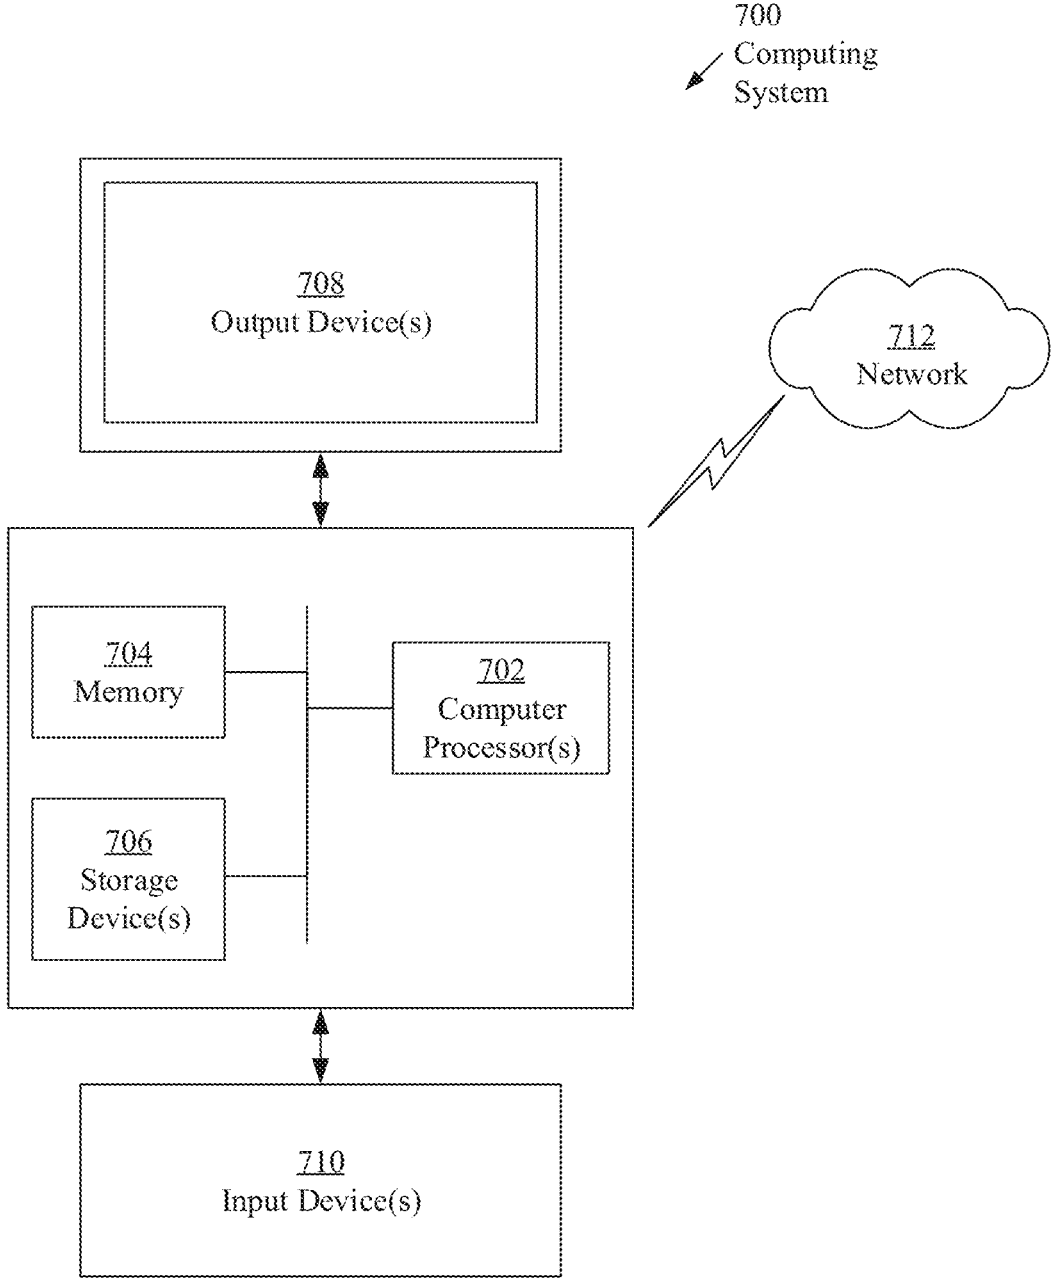 700
Computing
System
708
Output Device(s)
712
Network
704
Memory
702
Computer
Processor(s)
706
Storage
Device(s)
710
Input Device(s)